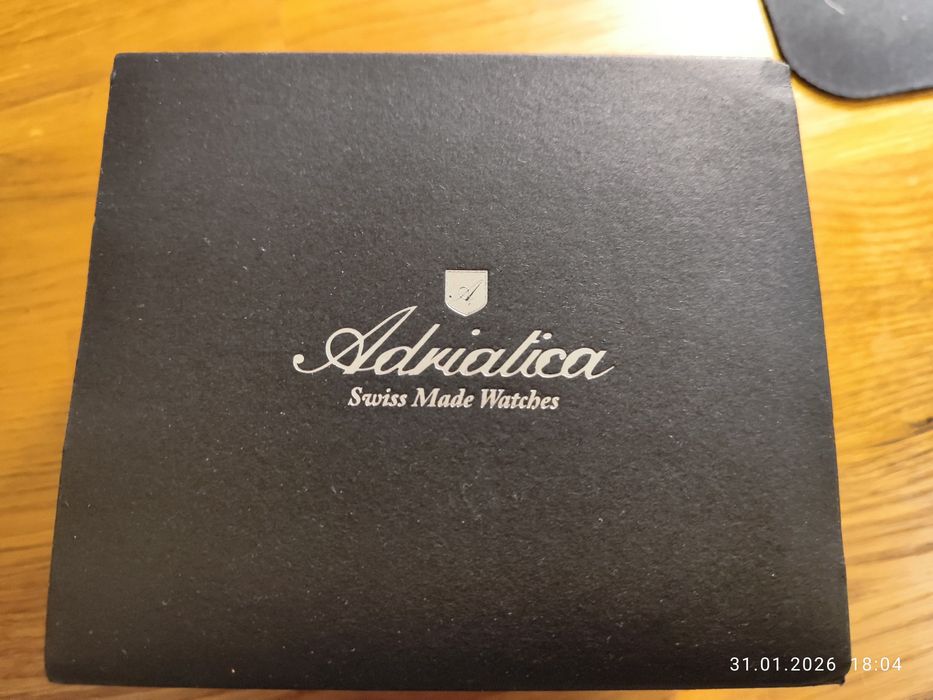 A
Adriatica
Swiss Made Watches
31.01.2026 18:04